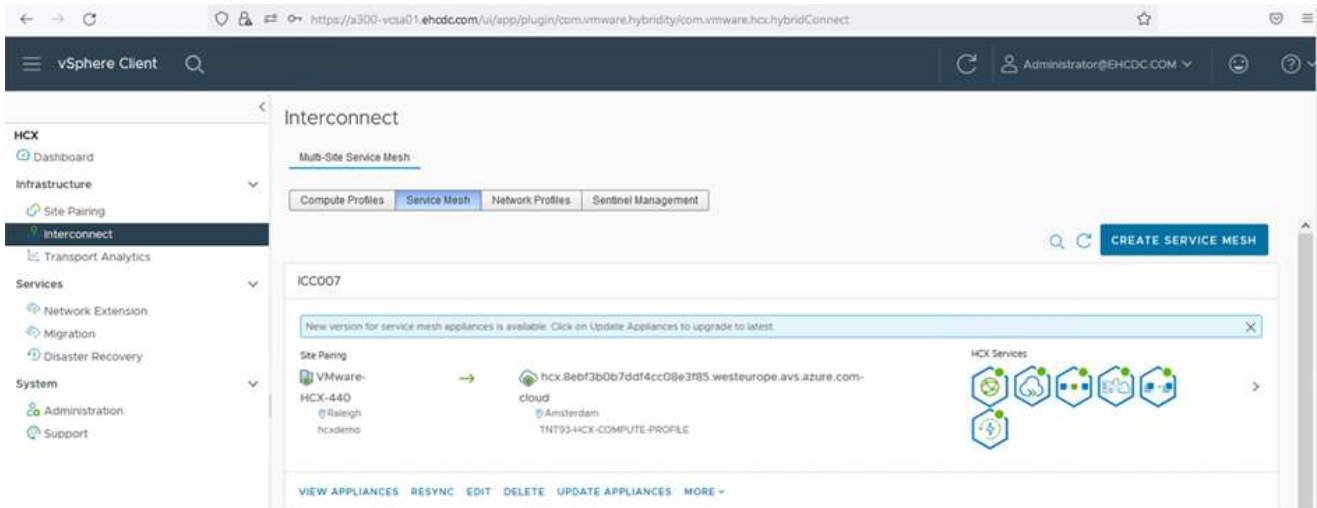 https://a300-vcsa01.ehcdc.com/ui/app/plugin/com.vmware.hybridity/com.vmware.hcx.hybridConnect
vSphere Client
Administrator@EHCDC.COM
HCX
Dashboard
Infrastructure
Site Pairing
Interconnect
Transport Analytics
Services
Network Extension
Migration
Disaster Recovery
System
Administration
Support
Interconnect
Multi-Site Service Mesh
Compute Profiles Service Mesh Network Profiles Sentinel Management
CREATE SERVICE MESH
ICC007
New version for service mesh appliances is available. Click on Update Appliances to upgrade to latest.
Site Pairing
VMware-
HCX-440
Raleigh
hcxdemo
hcx.8ebf3b0b7ddf4cc08e3f85.westeurope.avs.azure.com-
cloud
Amsterdam
TNT93-HCX-COMPUTE-PROFILE
HCX Services
VIEW APPLIANCES RESYNC EDIT DELETE UPDATE APPLIANCES MORE